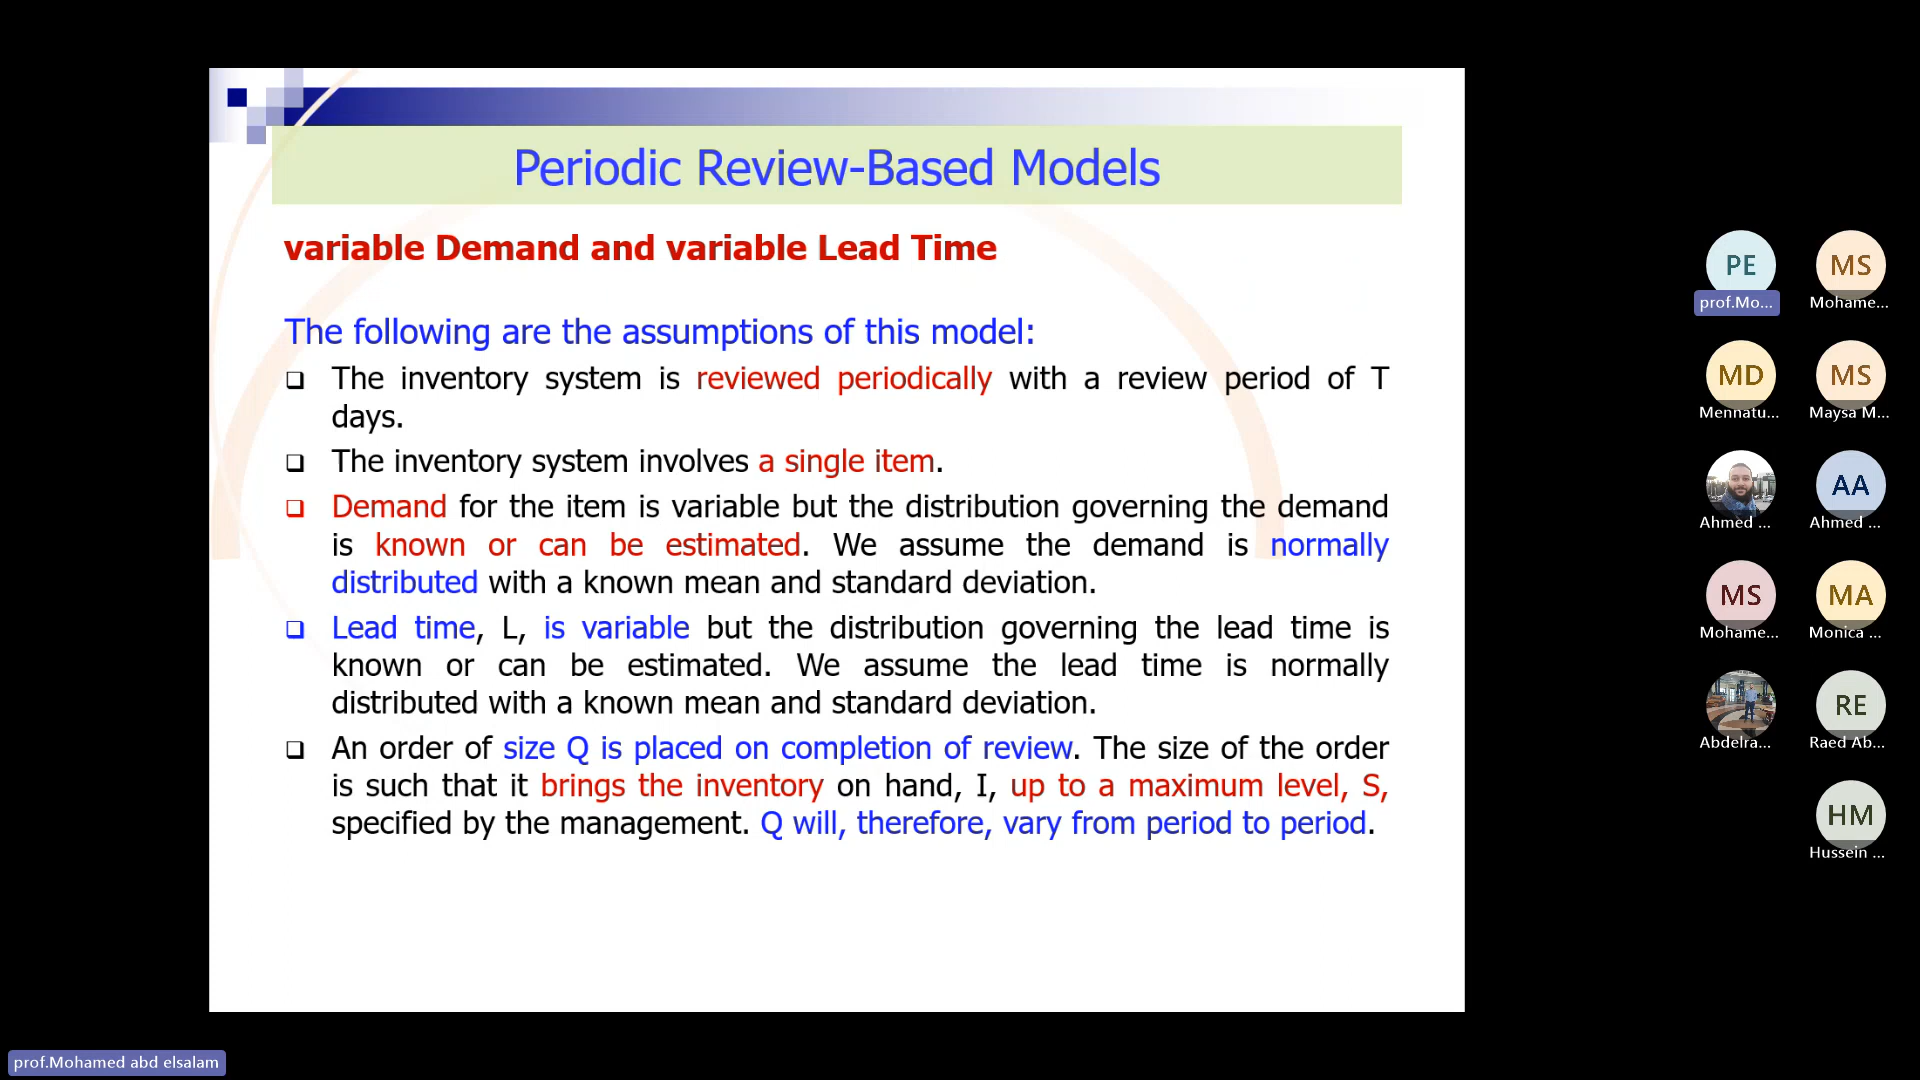 Periodic Review-Based Models
variable Demand and variable Lead Time
The following are the assumptions of this model:
❑ The inventory system is reviewed periodically with a review period of T
days.
❑ The inventory system involves a single item.
❑ Demand for the item is variable but the distribution governing the demand
is known or can be estimated. We assume the demand is normally
distributed with a known mean and standard deviation.
❑ Lead time, L, is variable but the distribution governing the lead time is
known or can be estimated. We assume the lead time is normally
distributed with a known mean and standard deviation.
❑ An order of size Q is placed on completion of review. The size of the order
is such that it brings the inventory on hand, I, up to a maximum level, S,
specified by the management. Q will, therefore, vary from period to period.
PE MS
prof.Mo... Mohame...
MD MS
Mennatu... Maysa M...
AA
Ahmed ... Ahmed ...
MS MA
Mohame... Monica ...
RE
Abdelra... Raed Ab...
HM
Hussein ...
prof.Mohamed abd elsalam